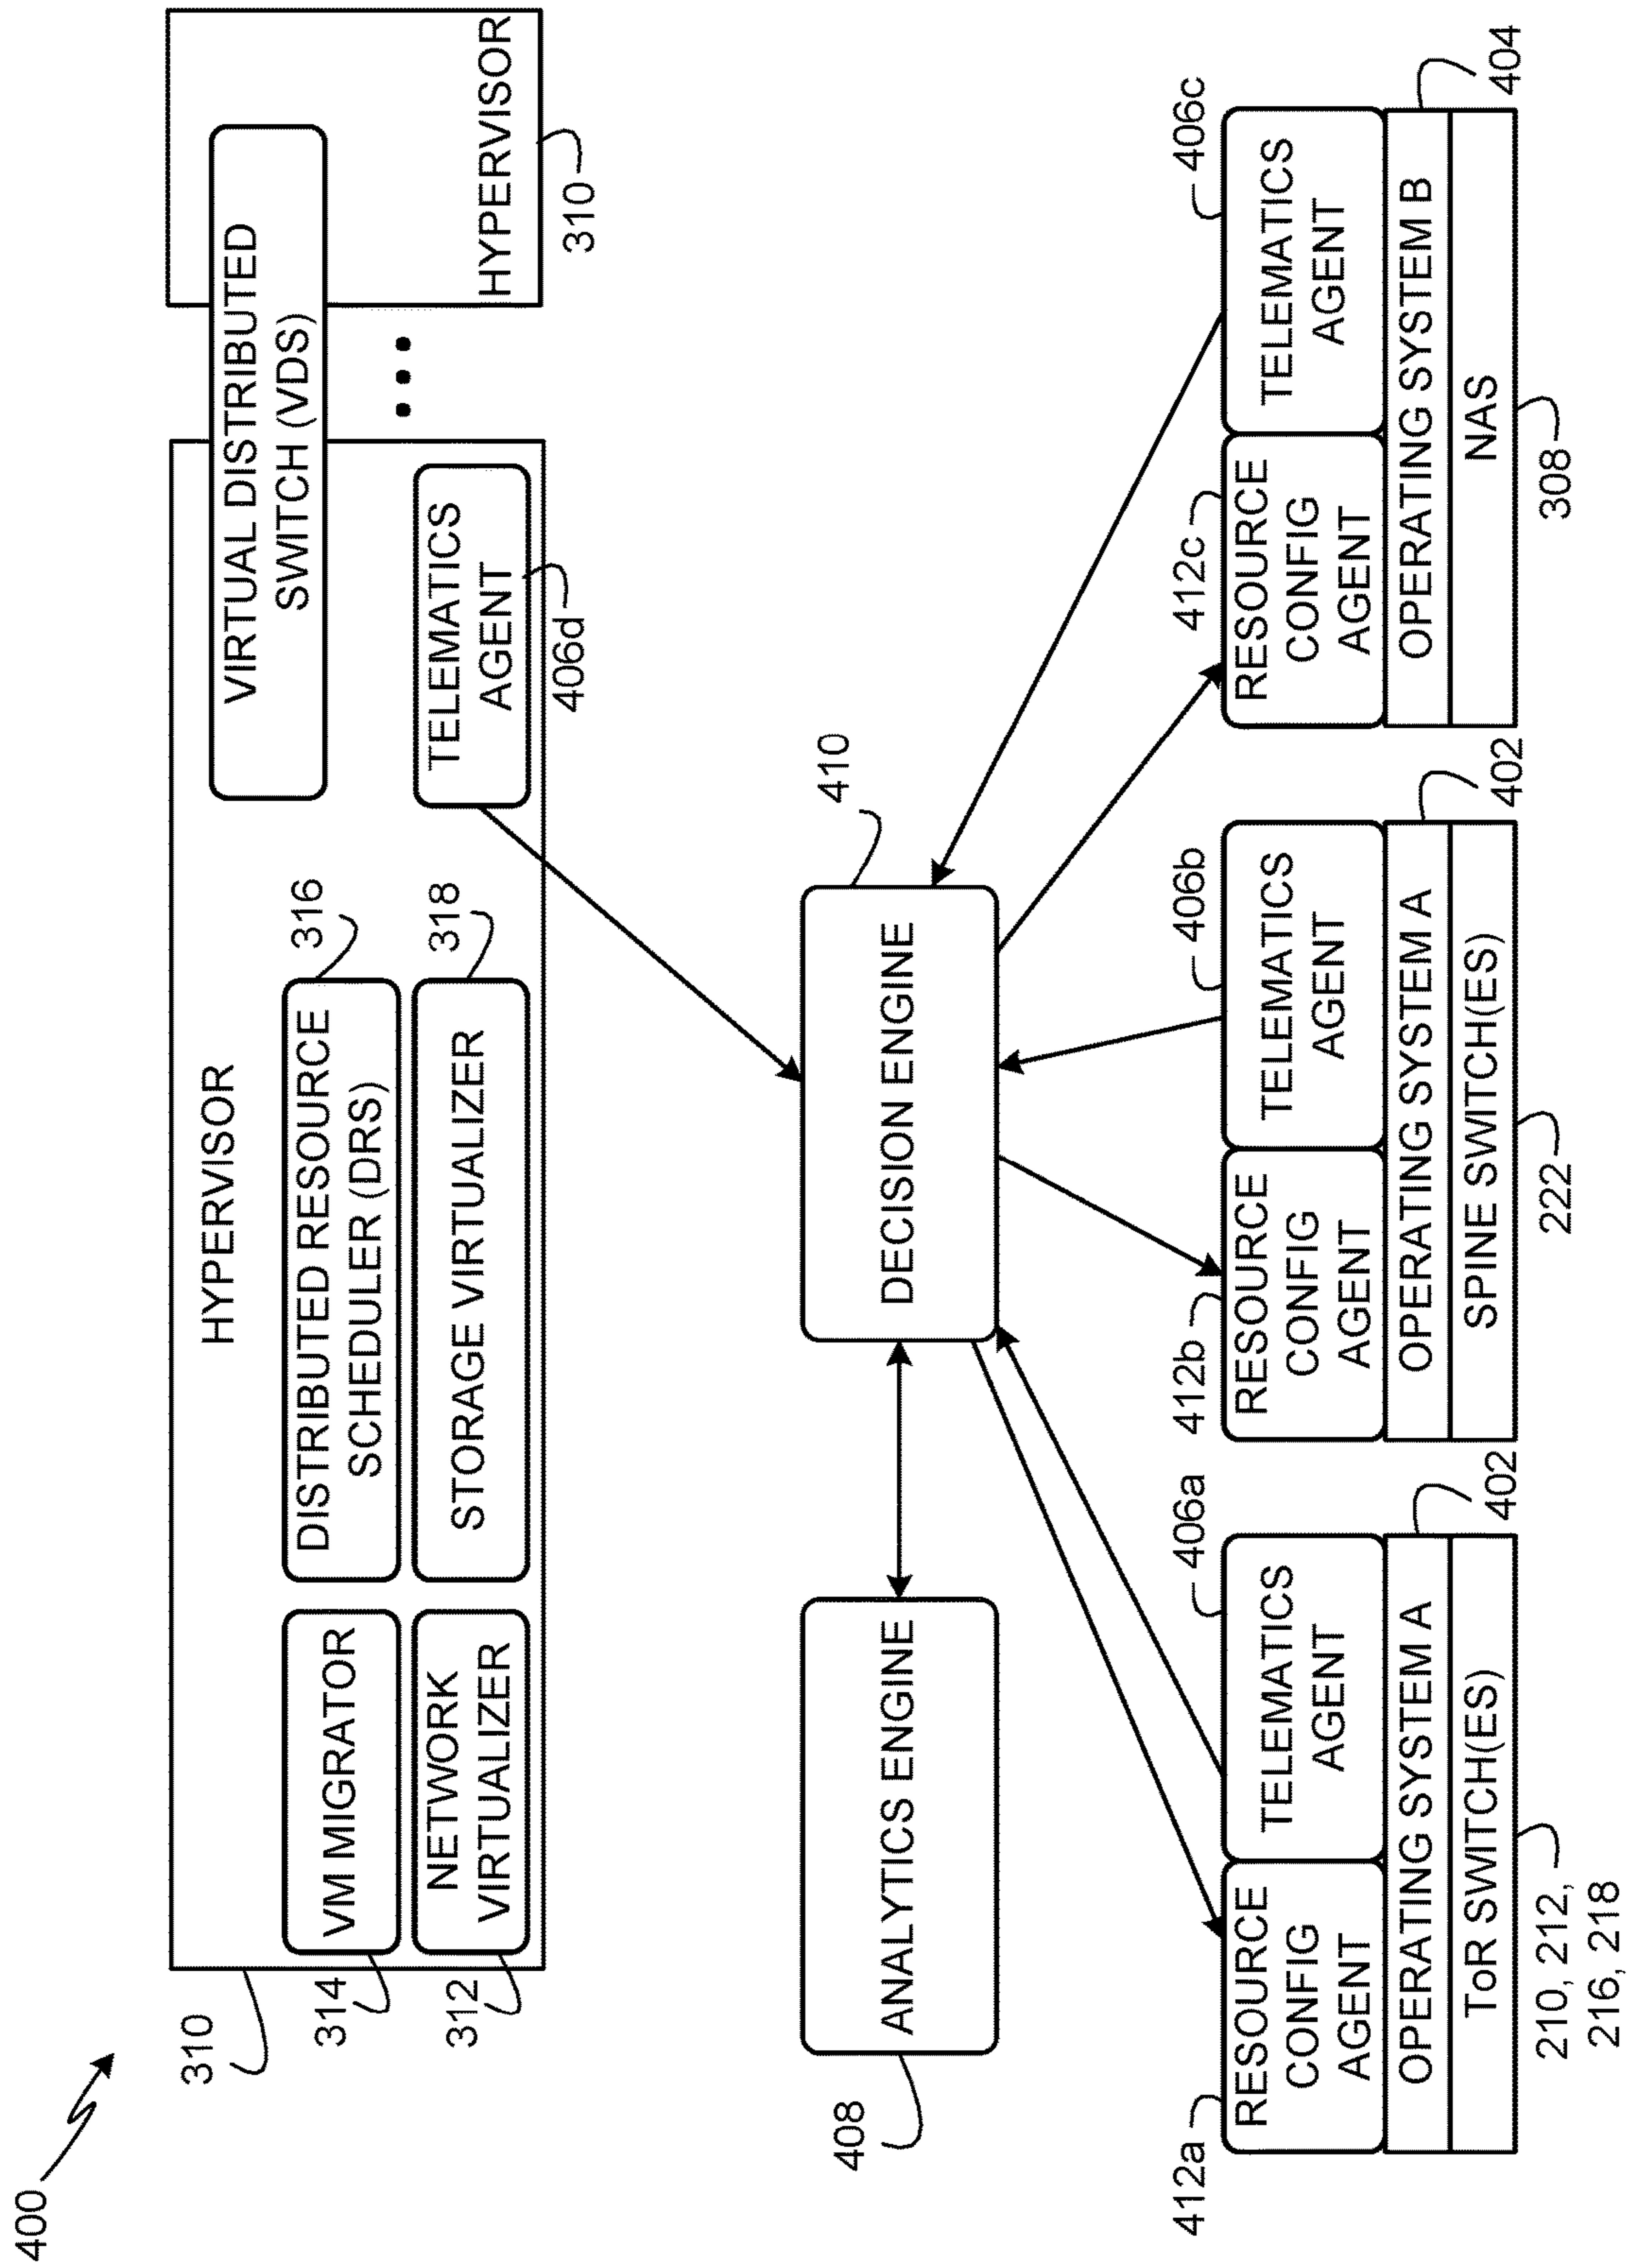 400
310
HYPERVISOR
VIRTUAL DISTRIBUTED
SWITCH (VDS)
314
VM MIGRATOR
DISTRIBUTED RESOURCE
SCHEDULER (DRS)
316
312
NETWORK
VIRTUALIZER
STORAGE VIRTUALIZER
318
TELEMATICS
AGENT
406d
HYPERVISOR
310
408
ANALYTICS ENGINE
DECISION ENGINE
410
412a
RESOURCE
CONFIG
AGENT
406a
TELEMATICS
AGENT
OPERATING SYSTEM A
402
ToR SWITCH(ES)
210, 212,
216, 218
412b
RESOURCE
CONFIG
AGENT
406b
TELEMATICS
AGENT
OPERATING SYSTEM A
402
SPINE SWITCH(ES)
222
412c
RESOURCE
CONFIG
AGENT
406c
TELEMATICS
AGENT
OPERATING SYSTEM B
404
NAS
308